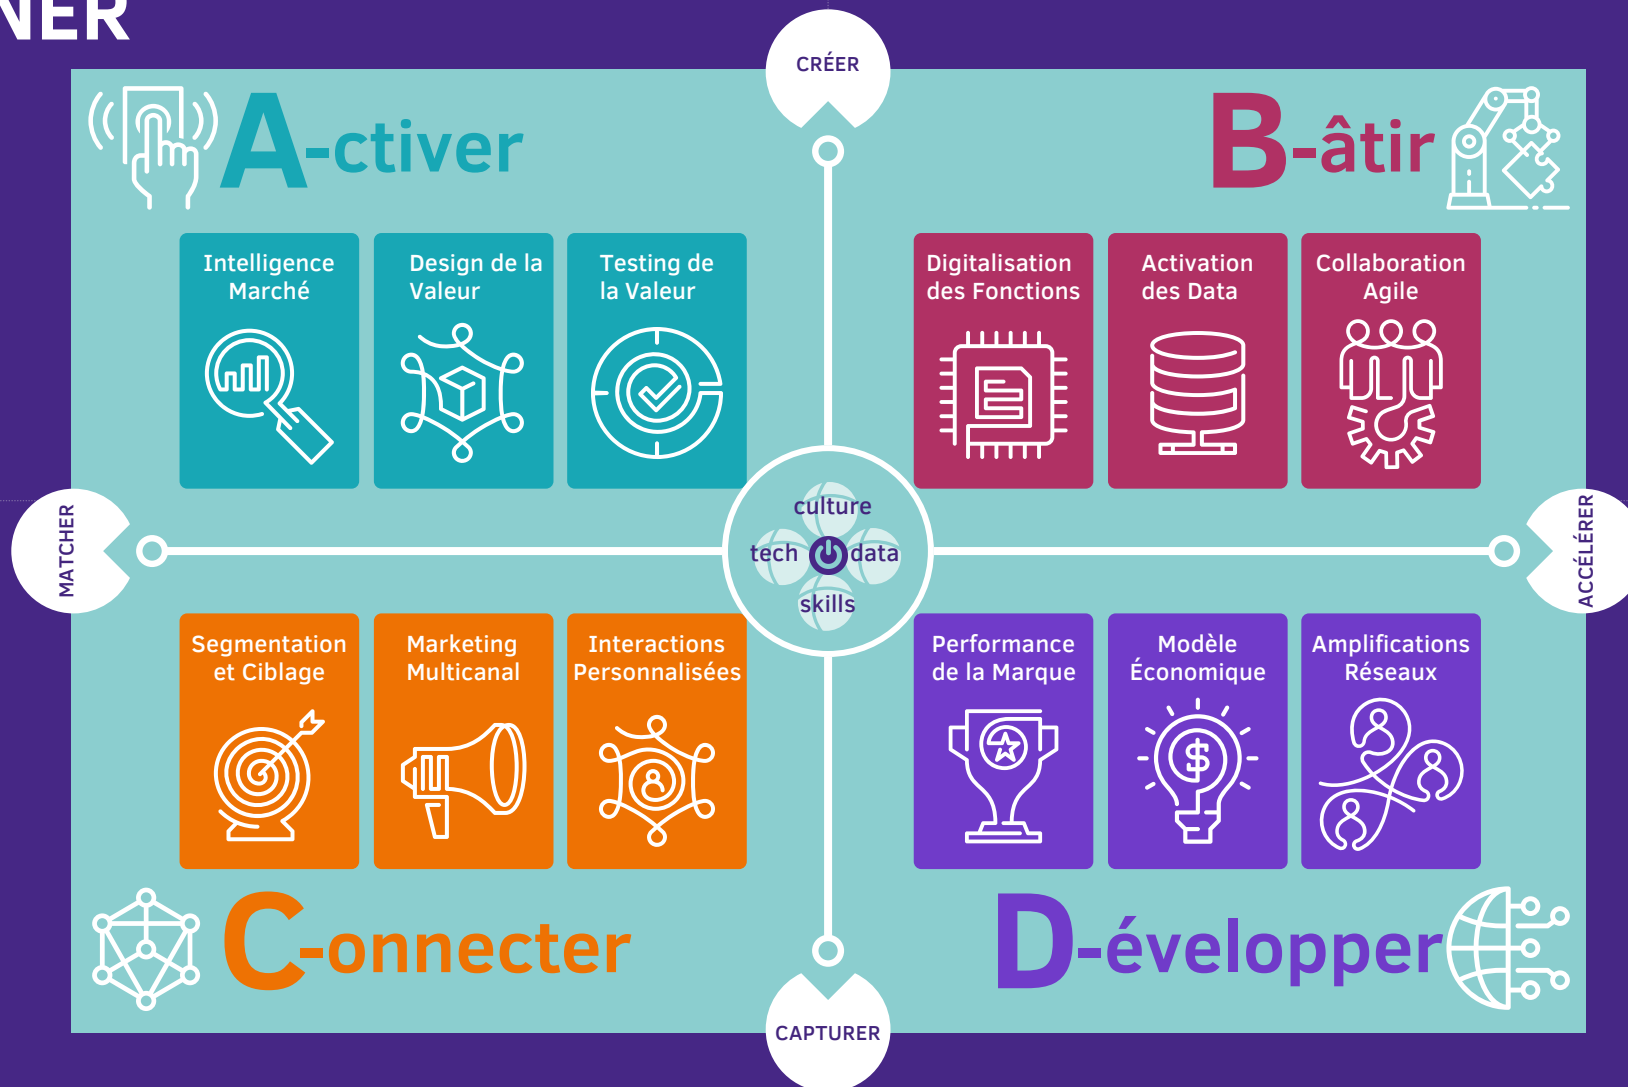 NER
CRÉER
A-ctiver
B-âtir
Intelligence
Marché
Design de la
Valeur
Testing de
la Valeur
Digitalisation
des Fonctions
Activation
des Data
Collaboration
Agile
MATCHER
culture
tech data
skills
ACCÉLÉRER
Segmentation
et Ciblage
Marketing
Multicanal
Interactions
Personnalisées
Performance
de la Marque
Modèle
Économique
Amplifications
Réseaux
C-onnecter
D-évelopper
CAPTURER